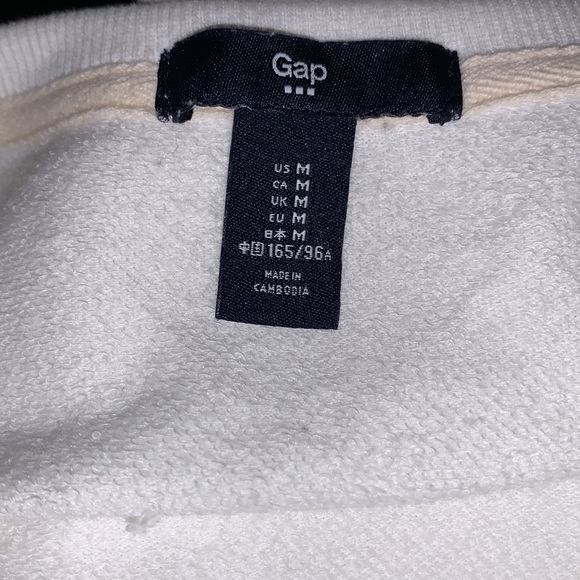 Gap
US M
CA M
UK M
EU M
日本 M
中国 165/96A
MADE IN
CAMBODIA